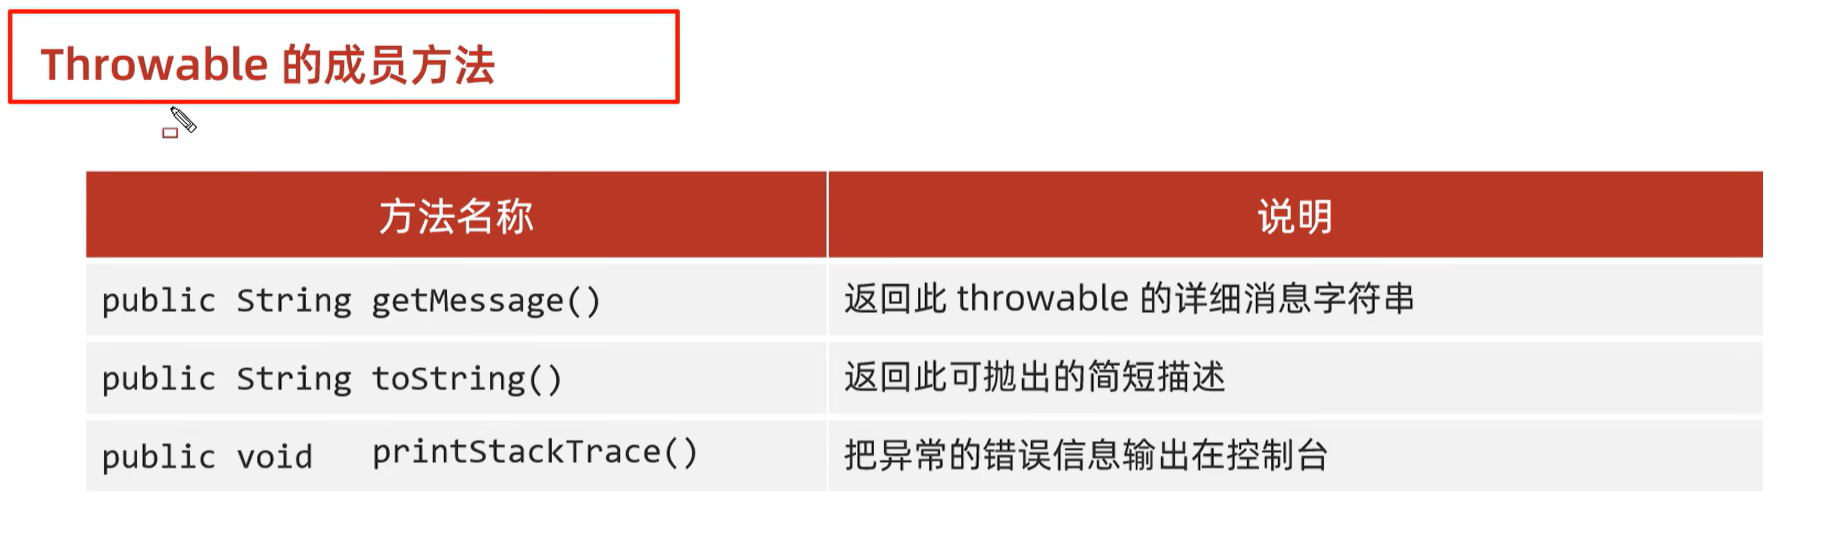 Throwable 的成员方法
方法名称 说明
public String getMessage() 返回此 throwable 的详细消息字符串
public String toString() 返回此可抛出的简短描述
public void printStackTrace() 把异常的错误信息输出在控制台